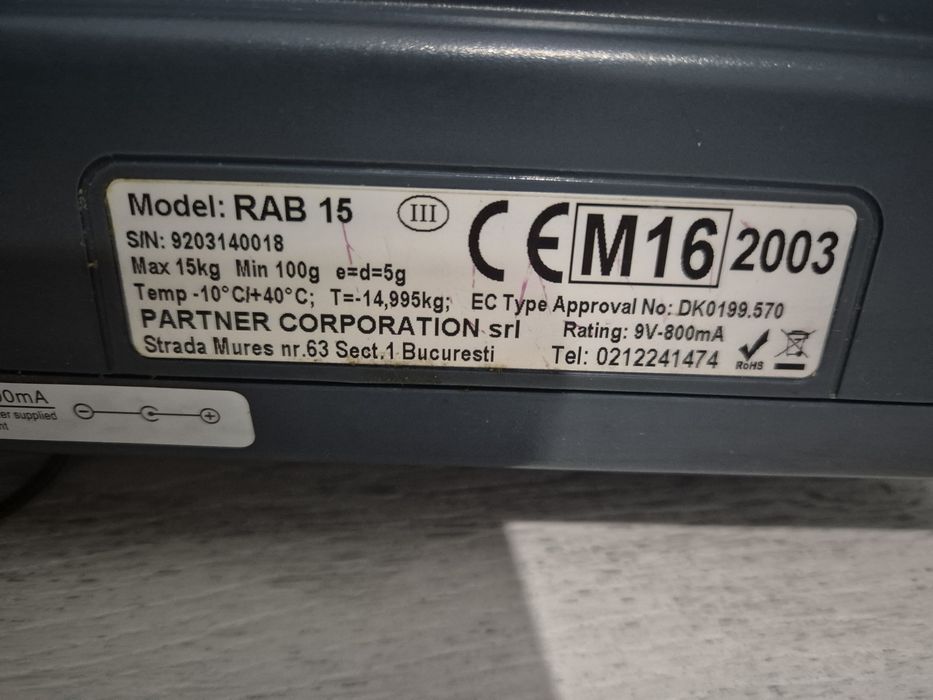 Model: RAB 15 III CE M16 2003
S/N: 9203140018
Max 15kg Min 100g e=d=5g
Temp -10°C/+40°C; T=-14,995kg; EC Type Approval No: DK0199.570
PARTNER CORPORATION srl Rating: 9V-800mA
Strada Mures nr.63 Sect.1 Bucuresti Tel: 0212241474 RoHS
supplied